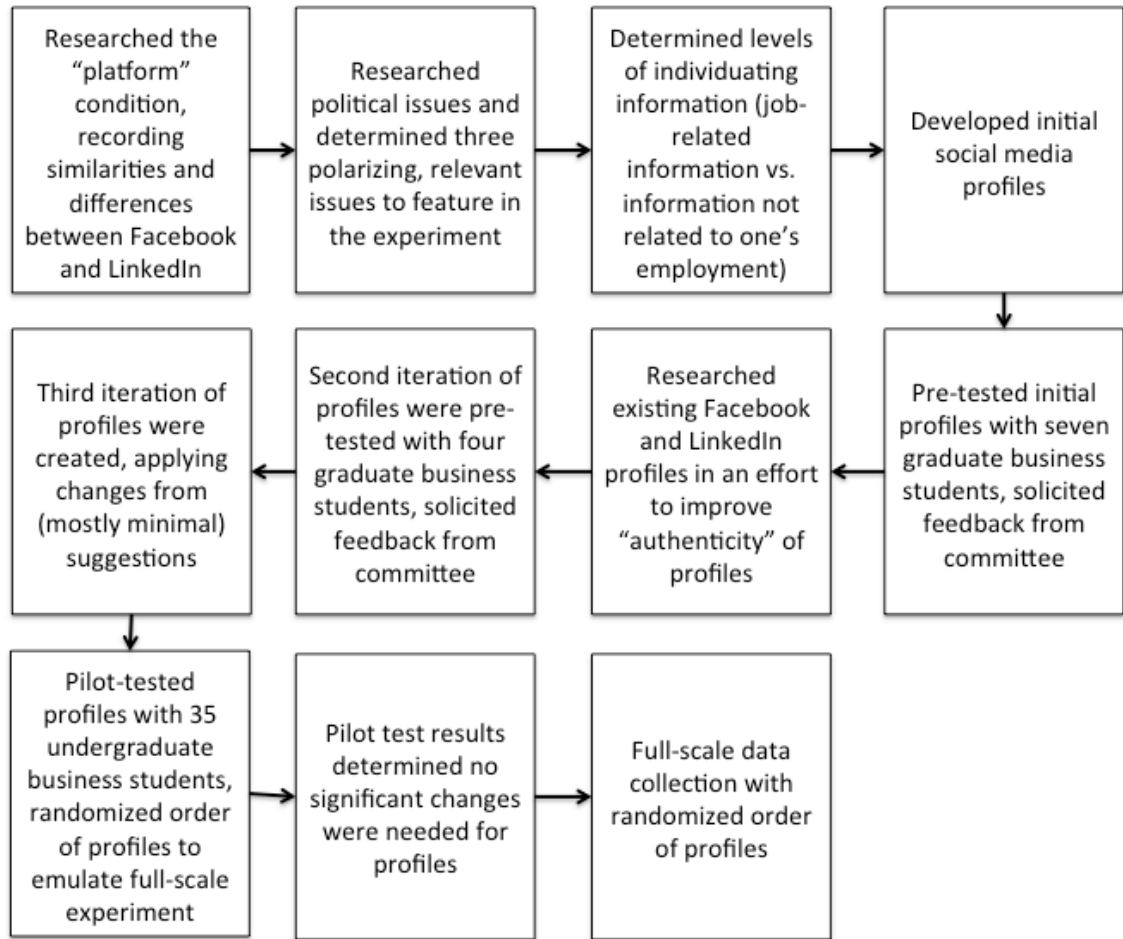 Researched the
“platform”
condition,
recording
similarities and
differences
between Facebook
and LinkedIn
Researched
political issues and
determined three
polarizing, relevant
issues to feature in
the experiment
Determined levels
of individuating
information (job-
related
information vs.
information not
related to one’s
employment)
Developed initial
social media
profiles
Pre-tested initial
profiles with seven
graduate business
students, solicited
feedback from
committee
Researched
existing Facebook
and LinkedIn
profiles in an effort
to improve
“authenticity” of
profiles
Second iteration of
profiles were pre-
tested with four
graduate business
students, solicited
feedback from
committee
Third iteration of
profiles were
created, applying
changes from
(mostly minimal)
suggestions
Pilot-tested
profiles with 35
undergraduate
business students,
randomized order
of profiles to
emulate full-scale
experiment
Pilot test results
determined no
significant changes
were needed for
profiles
Full-scale data
collection with
randomized order
of profiles